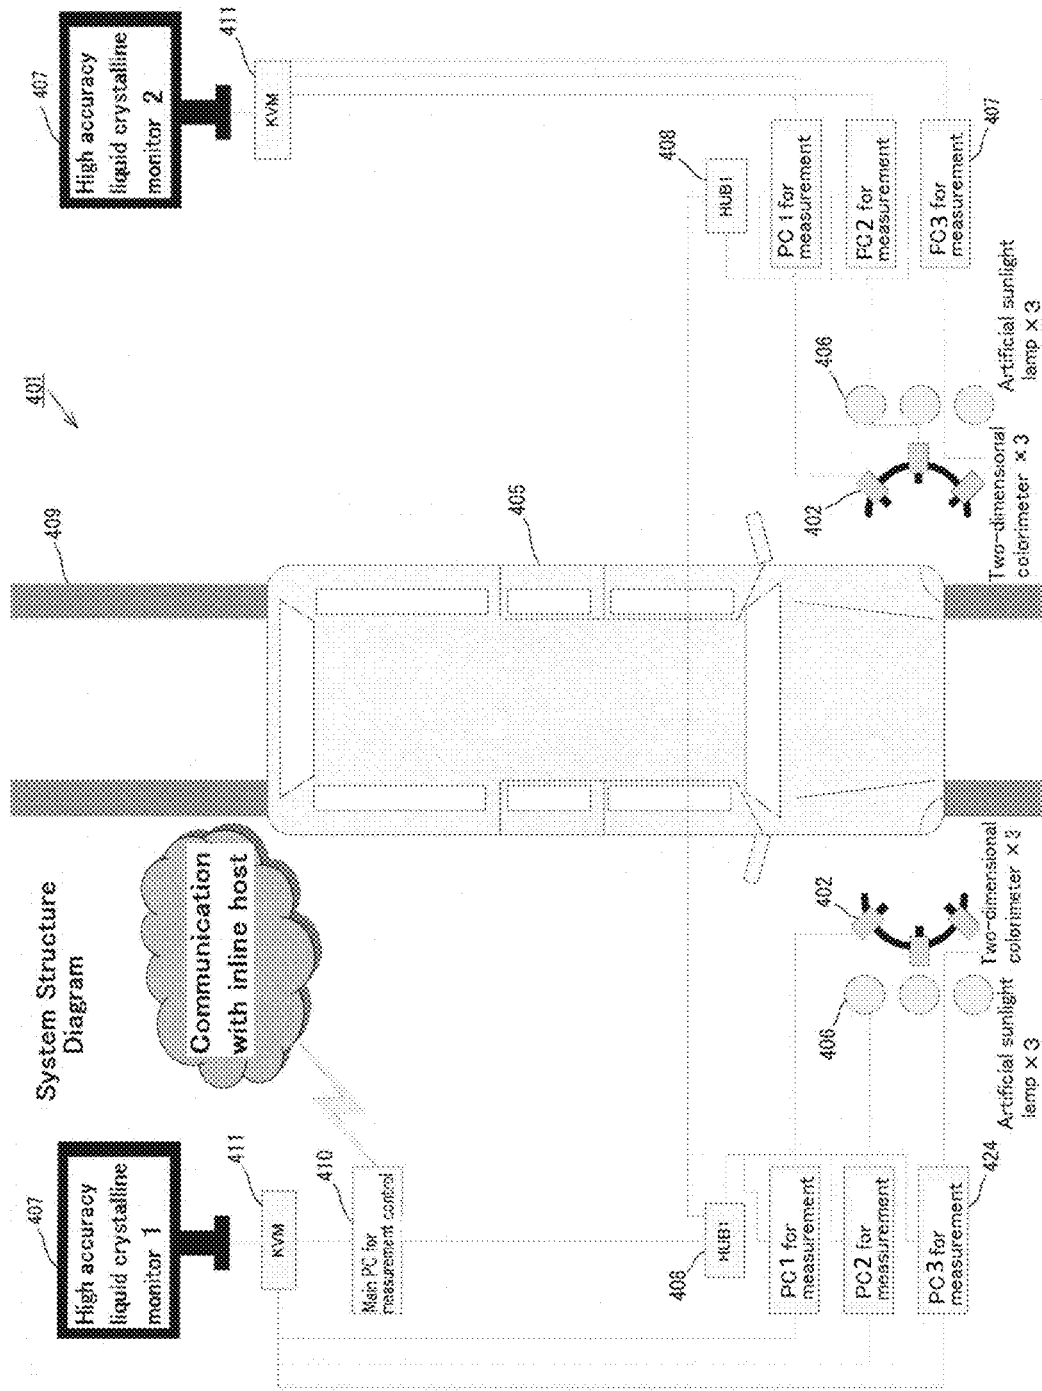 System Structure
Diagram
407
High accuracy
liquid crystalline
monitor 1
411
KVM
410
Main PC for
measurement control
Communication
with inline host
408
HUB1
PC1 for
measurement
PC2 for
measurement
PC3 for
measurement
424
406
Artificial sunlight
lamp × 3
402
Two-dimensional
colorimeter × 3
409
405
401
407
High accuracy
liquid crystalline
monitor 2
411
KVM
408
HUB1
PC 1 for
measurement
PC2 for
measurement
PC3 for
measurement
407
406
Artificial sunlight
lamp × 3
402
Two-dimensional
colorimeter × 3